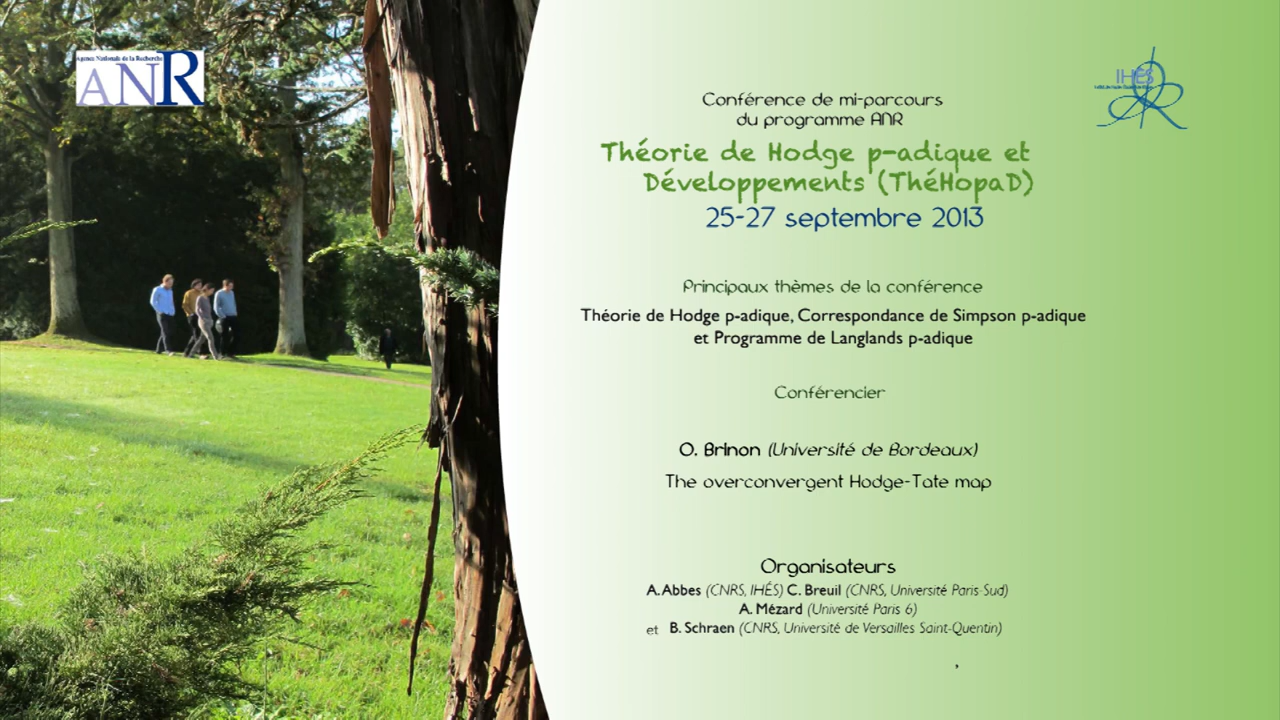 Agence Nationale de la Recherche
ANR
IHÉS
Conférence de mi-parcours
du programme ANR
Théorie de Hodge p-adique et
Développements (ThéHopaD)
25-27 septembre 2013
Principaux thèmes de la conférence
Théorie de Hodge p-adique, Correspondance de Simpson p-adique
et Programme de Langlands p-adique
Conférencier
O. Brinon (Université de Bordeaux)
The overconvergent Hodge-Tate map
Organisateurs
A. Abbes (CNRS, IHÉS) C. Breuil (CNRS, Université Paris-Sud)
A. Mézard (Université Paris 6)
et B. Schraen (CNRS, Université de Versailles Saint-Quentin)
,